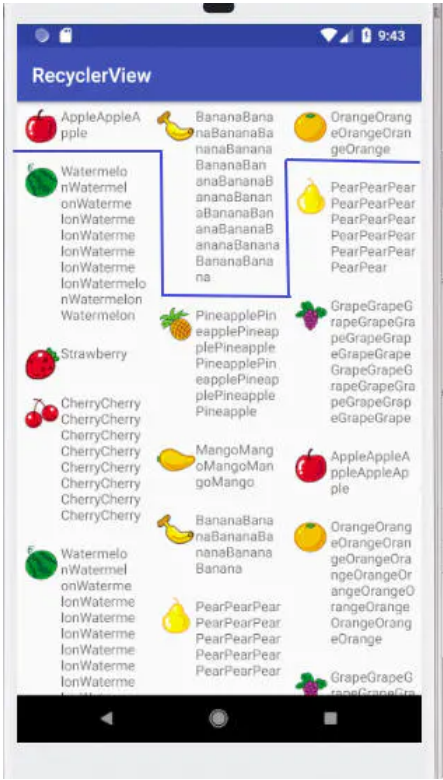 9:43
RecyclerView
AppleAppleA
pple
Watermelo
nWatermel
onWaterme
lonWaterme
lonWaterme
lonWaterme
lonWaterme
lonWatermelo
nWatermelon
Watermelon
Strawberry
CherryCherry
CherryCherry
CherryCherry
CherryCherry
CherryCherry
CherryCherry
CherryCherry
CherryCherry
Watermelo
nWatermel
onWaterme
lonWaterme
lonWaterme
lonWaterme
lonWaterme
lonWaterme
lonWaterme
BananaBana
naBananaBa
nanaBanana
BananaBan
anaBananaB
ananaBanan
aBananaBan
anaBananaB
ananaBanana
BananaBana
na
PineapplePin
eapplePineap
plePineapple
PineapplePin
eapplePineap
plePineapple
Pineapple
MangoMang
oMangoMan
goMango
BananaBana
naBananaBa
nanaBanana
Banana
PearPearPear
PearPearPear
PearPearPear
PearPearPear
PearPearPear
OrangeOrang
eOrangeOran
geOrange
PearPearPear
PearPearPear
PearPearPear
PearPearPear
PearPearPear
PearPear
GrapeGrapeG
rapeGrapeGra
peGrapeGrap
eGrapeGrape
GrapeGrapeG
rapeGrapeGra
peGrapeGrap
eGrapeGrape
AppleAppleA
ppleAppleAp
ple
OrangeOrang
eOrangeOran
geOrangeOra
ngeOrangeOr
angeOrangeO
rangeOrange
OrangeOrang
eOrange
GrapeGrapeG
rapeGrapeGra